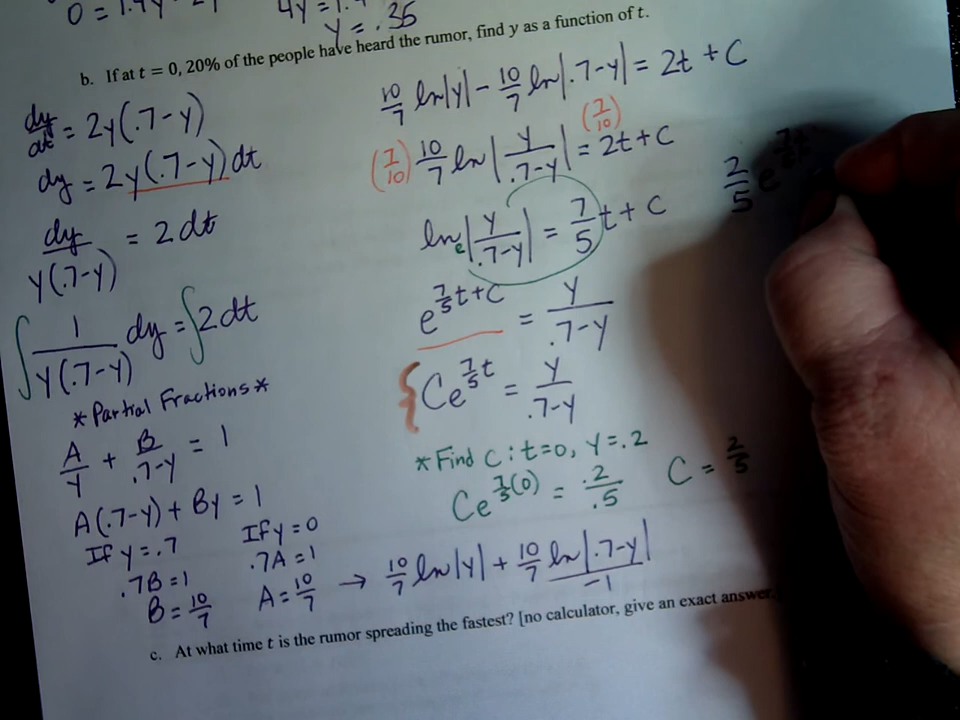 0 = 1.4y
4y = 1.4
y = .35
b. If at t = 0, 20% of the people have heard the rumor, find y as a function of t.
dy/dt = 2y(.7-y)
dy = 2y(.7-y)dt
dy/(y(.7-y)) = 2dt
∫ 1/(y(.7-y)) dy = ∫2dt
*Partial Fractions*
A/y + B/(.7-y) = 1
A(.7-y) + By = 1
If y = .7
.7B = 1
B = 10/7
If y = 0
.7A = 1
A = 10/7
→ 10/7 ln|y| + 10/7 ln|.7-y|/-1
10/7 ln|y| - 10/7 ln|.7-y| = 2t + C
(7/10) 10/7 ln|y/(.7-y)| = 2t + C (7/10)
ln e |y/(.7-y)| = 7/5 t + C
e^(7/5 t + C) = y/(.7-y)
{ Ce^(7/5 t) = y/(.7-y)
*Find C: t=0, y=.2
Ce^(7/5 (0)) = .2/.5
C = 2/5
2/5 e
c. At what time t is the rumor spreading the fastest? [no calculator, give an exact answer.